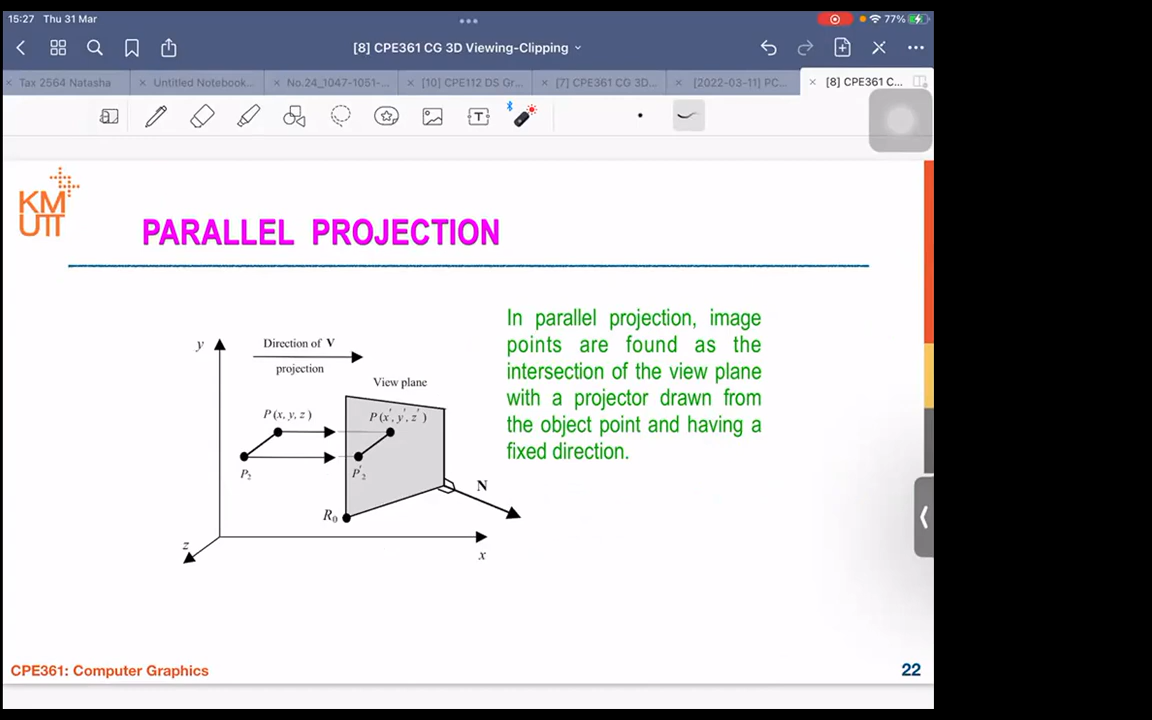 15:27 Thu 31 Mar
77%
[8] CPE361 CG 3D Viewing-Clipping
Tax 2564 Natasha
Untitled Notebook...
No.24_1047-1051-...
[10] CPE112 DS Gr...
[7] CPE361 CG 3D...
[2022-03-11] PC...
[8] CPE361 C...
T
KM
UTT
PARALLEL PROJECTION
In parallel projection, image
points are found as the
intersection of the view plane
with a projector drawn from
the object point and having a
fixed direction.
y
Direction of V
projection
View plane
P (x, y, z )
P (x', y', z' )
P2
P'2
N
R0
z
x
CPE361: Computer Graphics
22